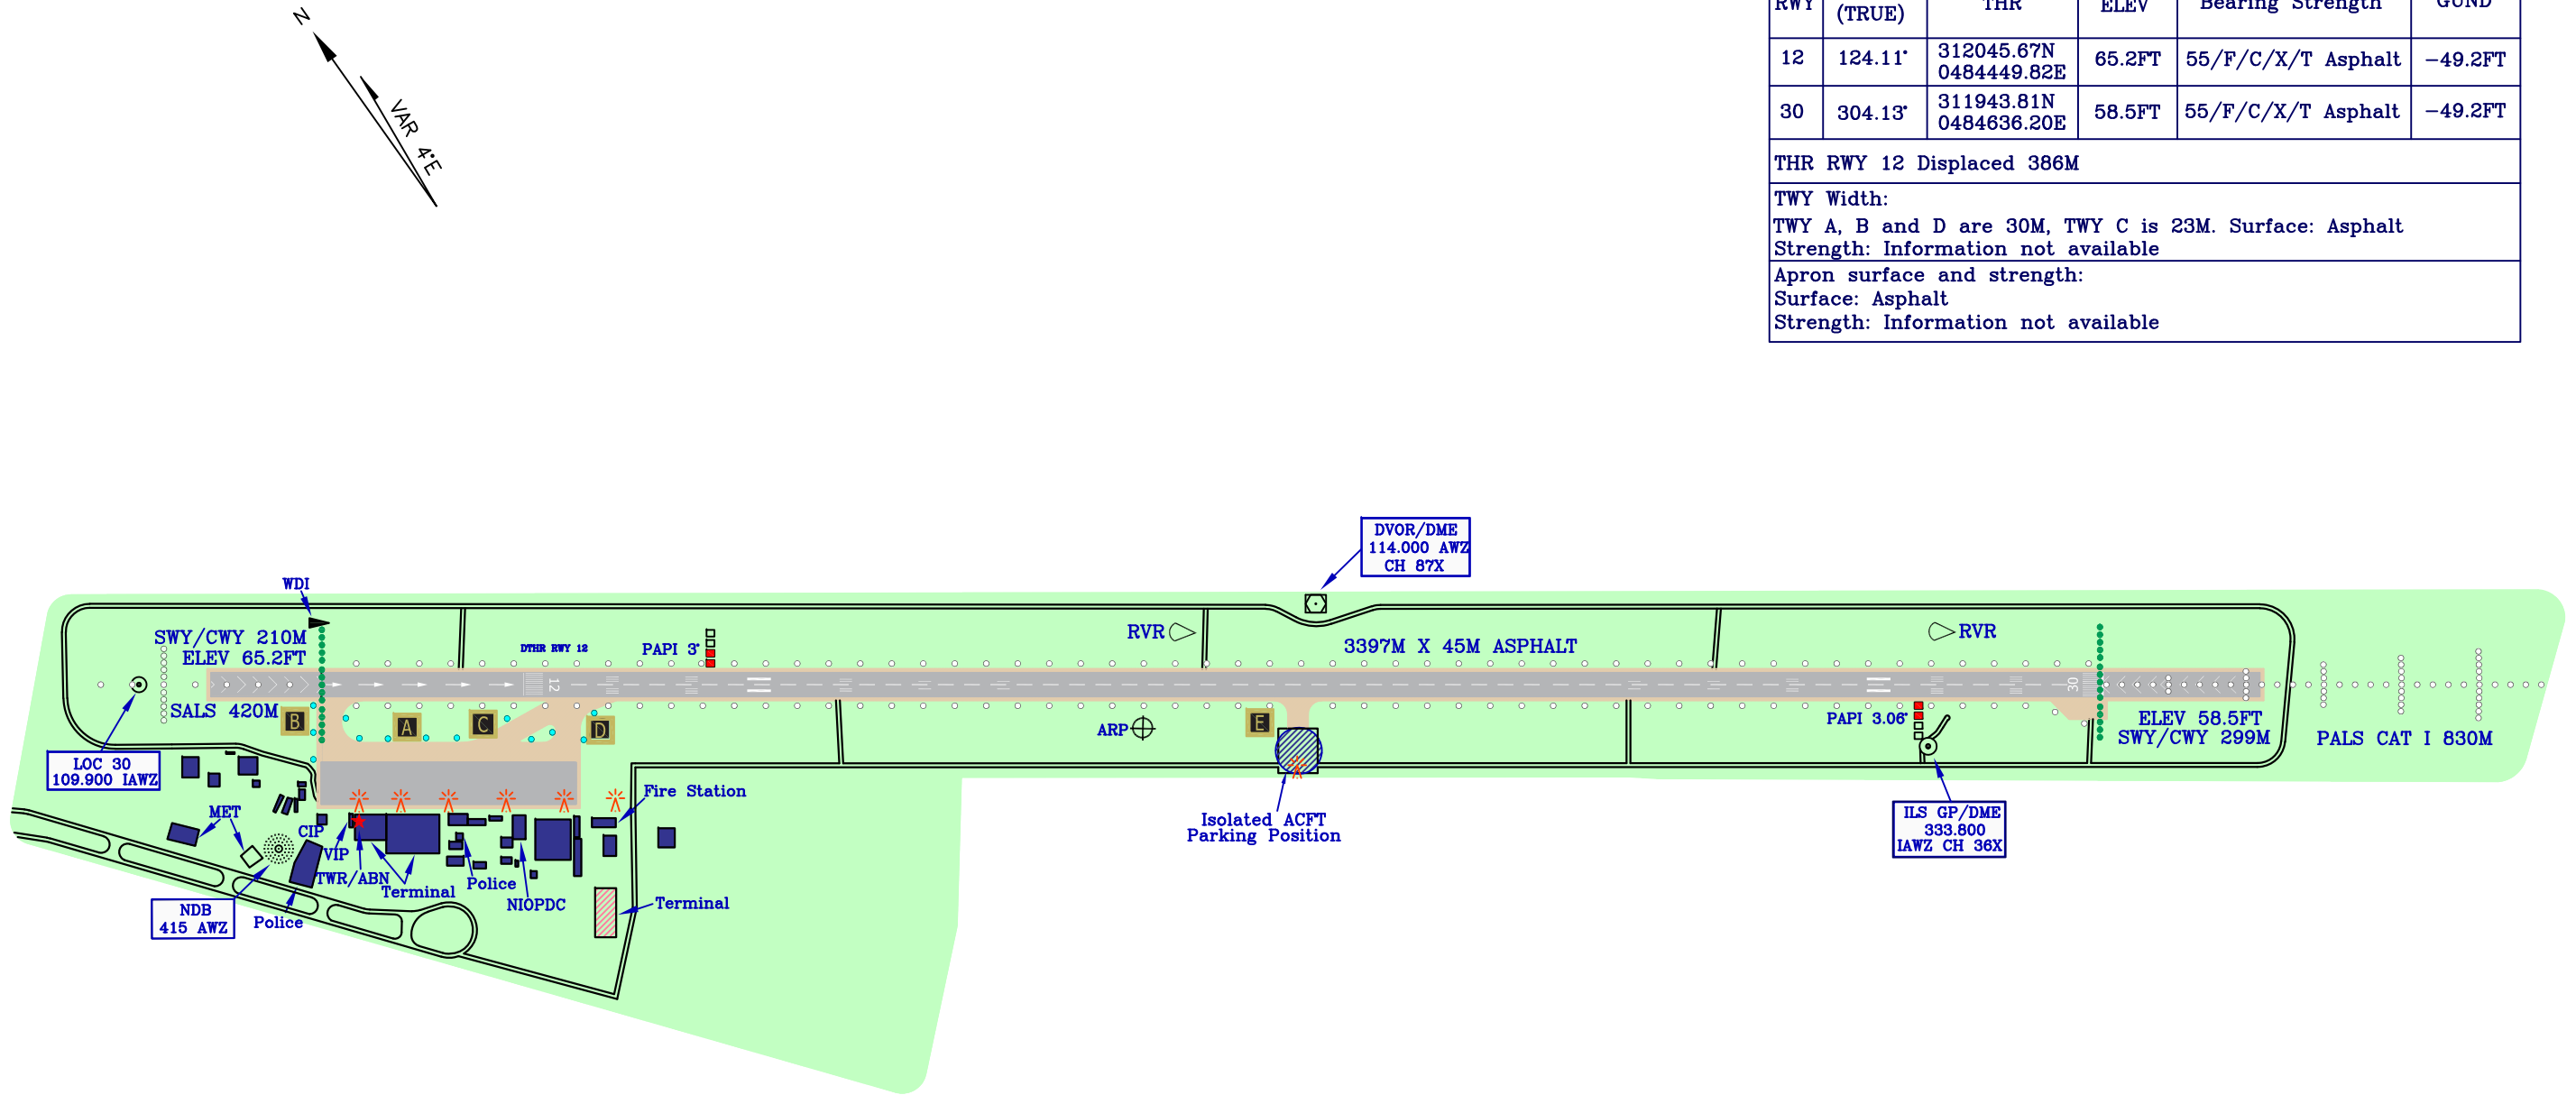 N
VAR 4°E
RWY (TRUE) THR ELEV Bearing Strength GUND
12 124.11° 312045.67N 0484449.82E 65.2FT 55/F/C/X/T Asphalt -49.2FT
30 304.13° 311943.81N 0484636.20E 58.5FT 55/F/C/X/T Asphalt -49.2FT
THR RWY 12 Displaced 386M
TWY Width:
TWY A, B and D are 30M, TWY C is 23M. Surface: Asphalt
Strength: Information not available
Apron surface and strength:
Surface: Asphalt
Strength: Information not available
DVOR/DME
114.000 AWZ
CH 87X
WDI
SWY/CWY 210M
ELEV 65.2FT
DTHR RWY 12
PAPI 3°
RVR
3397M X 45M ASPHALT
RVR
12
30
SALS 420M
B
A
C
D
ARP
E
PAPI 3.06°
ELEV 58.5FT
SWY/CWY 299M
PALS CAT I 830M
LOC 30
109.900 IAWZ
MET
CIP
VIP
TWR/ABN
Terminal
Police
NIOPDC
Fire Station
Terminal
Isolated ACFT
Parking Position
ILS GP/DME
333.800
IAWZ CH 36X
NDB
415 AWZ
Police